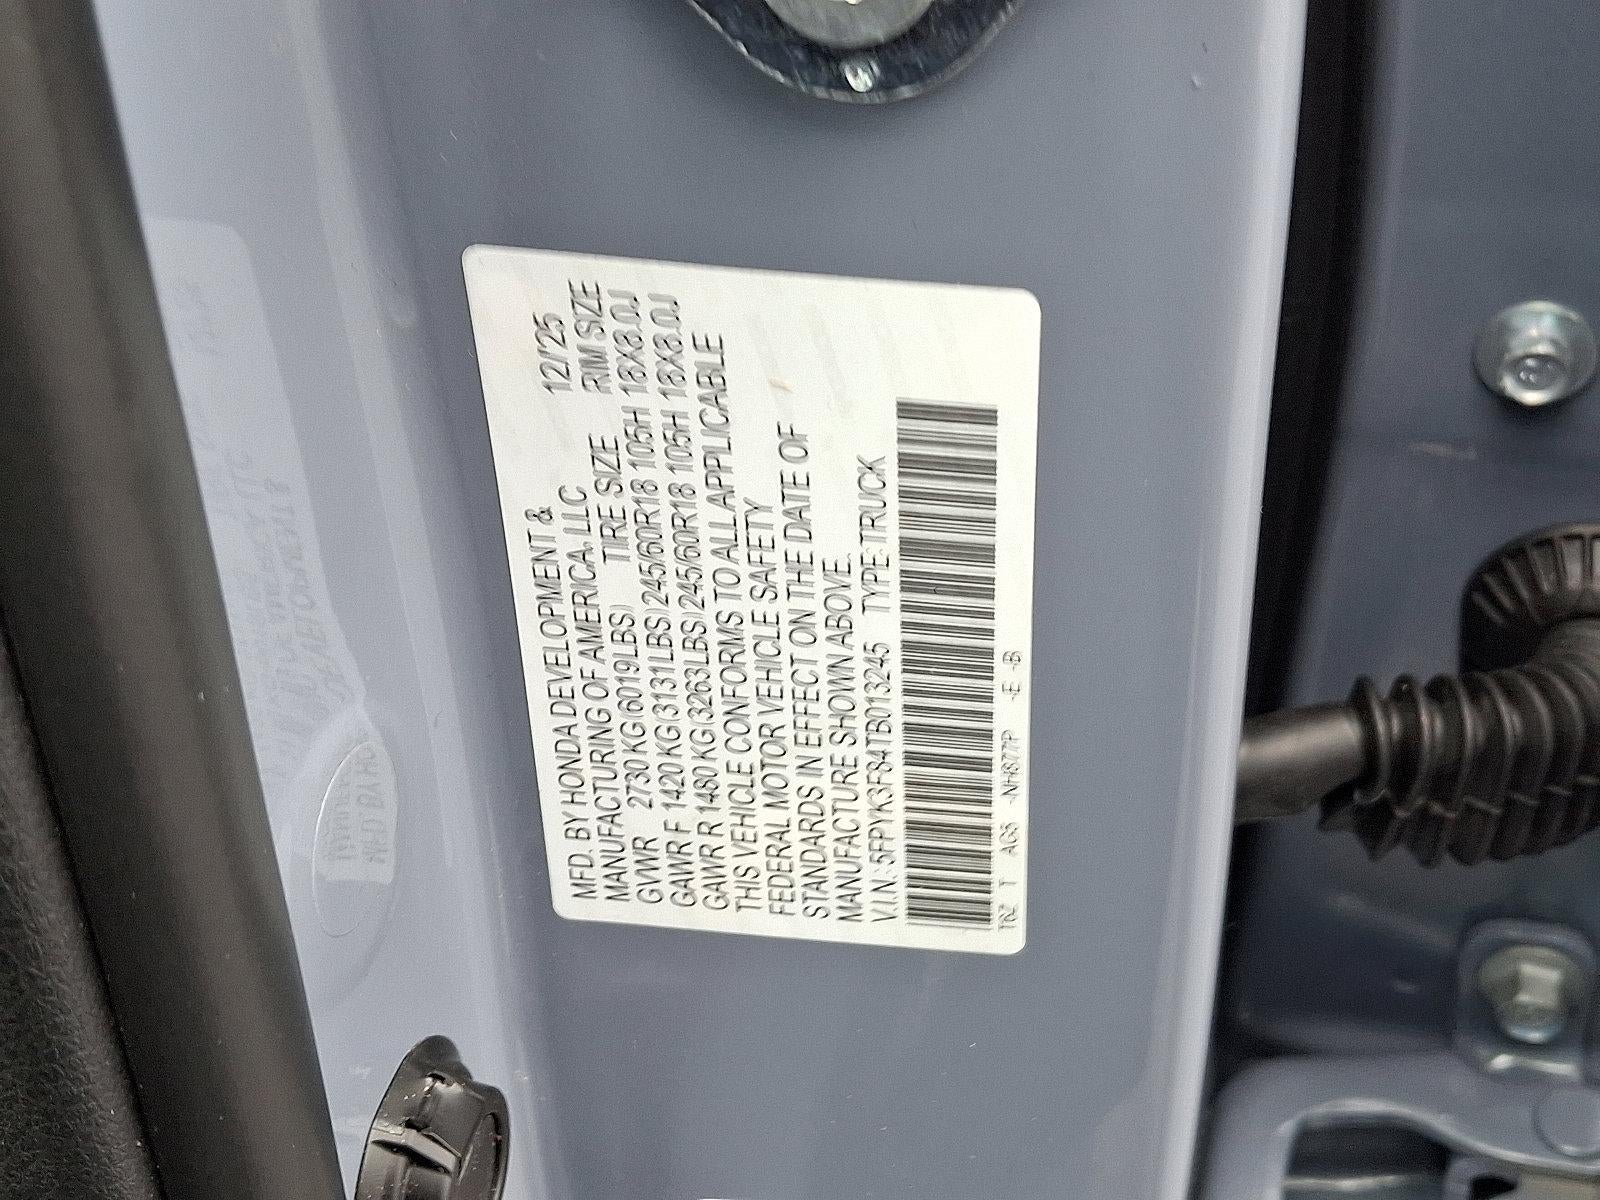 MFD. BY HONDA DEVELOPMENT & 12/25
MANUFACTURING OF AMERICA, LLC
GVWR 2730 KG(6019LBS) TIRE SIZE RIM SIZE
GAWR F 1420 KG(3131LBS) 245/60R18 105H 18X8.0J
GAWR R 1480 KG(3263LBS) 245/60R18 105H 18X8.0J
THIS VEHICLE CONFORMS TO ALL APPLICABLE
FEDERAL MOTOR VEHICLE SAFETY
STANDARDS IN EFFECT ON THE DATE OF
MANUFACTURE SHOWN ABOVE.
V.I.N.:5FPYK3F84TB013245 TYPE:TRUCK
T6Z T AGS -NH877P -E -B